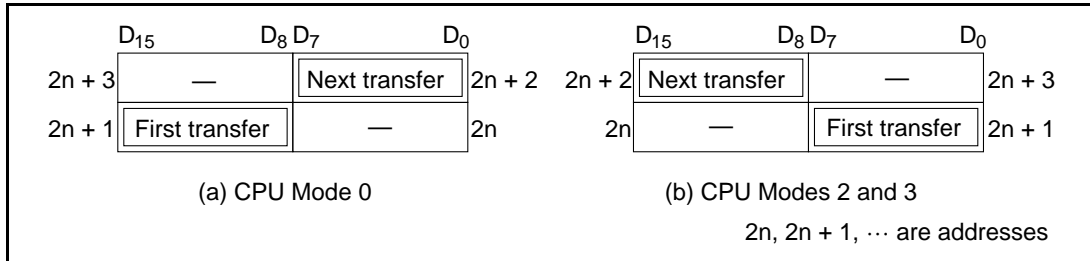 D15 D8 D7 D0 D15 D8 D7 D0
2n + 3 — Next transfer 2n + 2 2n + 2 Next transfer — 2n + 3
2n + 1 First transfer — 2n 2n — First transfer 2n + 1
(a) CPU Mode 0 (b) CPU Modes 2 and 3
2n, 2n + 1, ⋯ are addresses